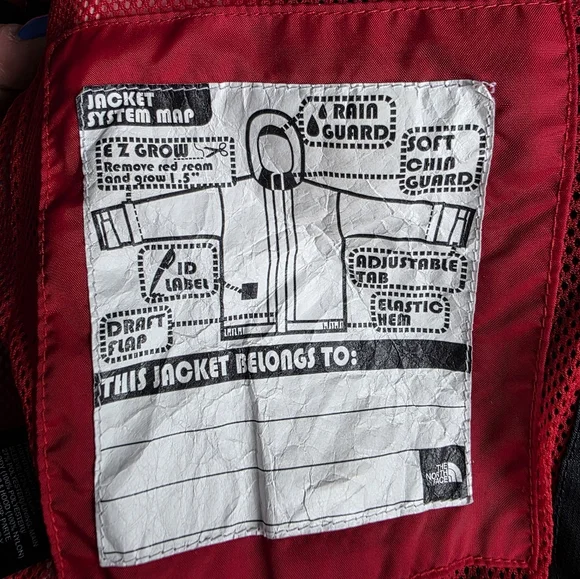 JACKET
SYSTEM MAP
E Z GROW
Remove red seam
and grow 1.5"
RAIN
GUARD
SOFT
CHIN
GUARD
ID
LABEL
ADJUSTABLE
TAB
ELASTIC
HEM
DRAFT
FLAP
THIS JACKET BELONGS TO:
THE
NORTH
FACE